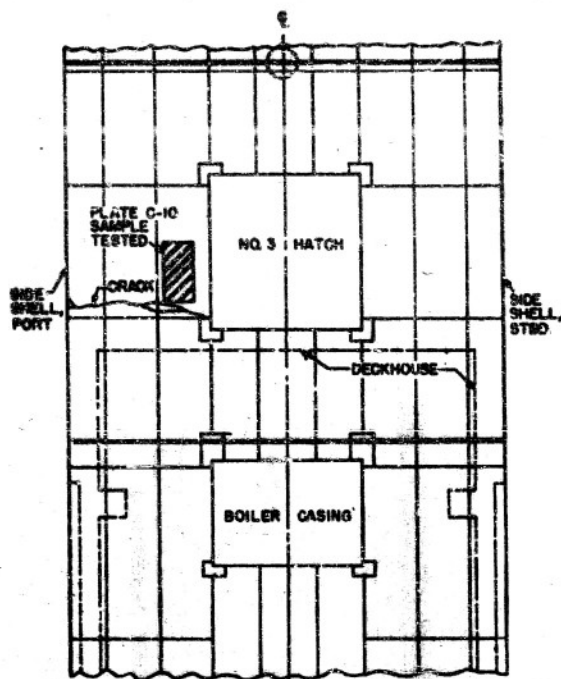 ℄
PLATE C-10
SAMPLE
TESTED
NO. 3 HATCH
CRACK
SIDE
SHELL,
PORT
SIDE
SHELL,
STBD.
DECKHOUSE
BOILER CASING